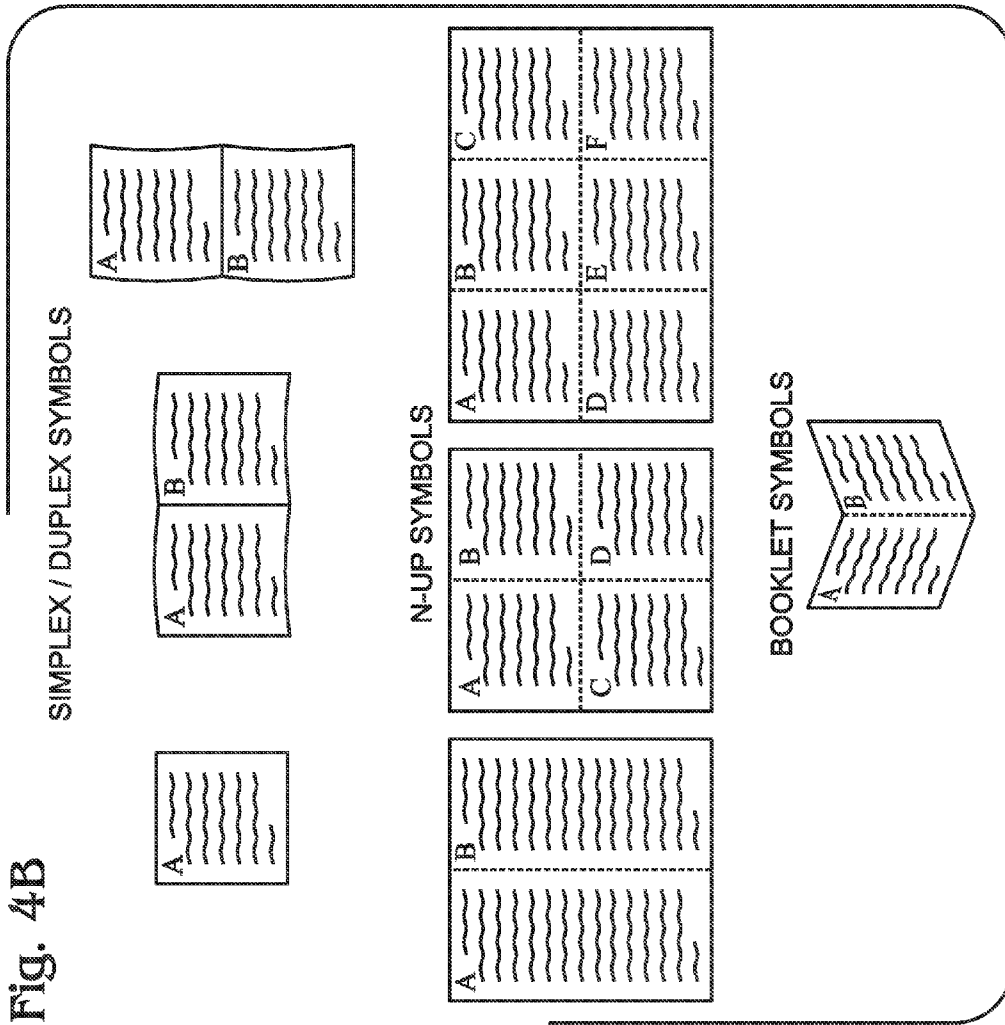 Fig. 4B
SIMPLEX / DUPLEX SYMBOLS
A
A B
A
B
N-UP SYMBOLS
A B
A B
C D
A B C
D E F
BOOKLET SYMBOLS
A B